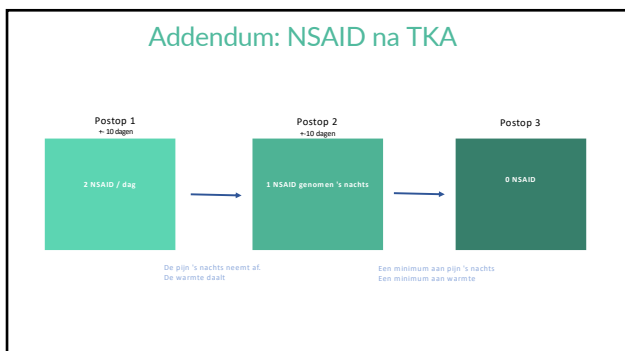 Addendum: NSAID na TKA
Postop 1
+- 10 dagen
2 NSAID / dag
Postop 2
+-10 dagen
1 NSAID genomen 's nachts
Postop 3
0 NSAID
De pijn 's nachts neemt af.
De warmte daalt
Een minimum aan pijn 's nachts
Een minimum aan warmte